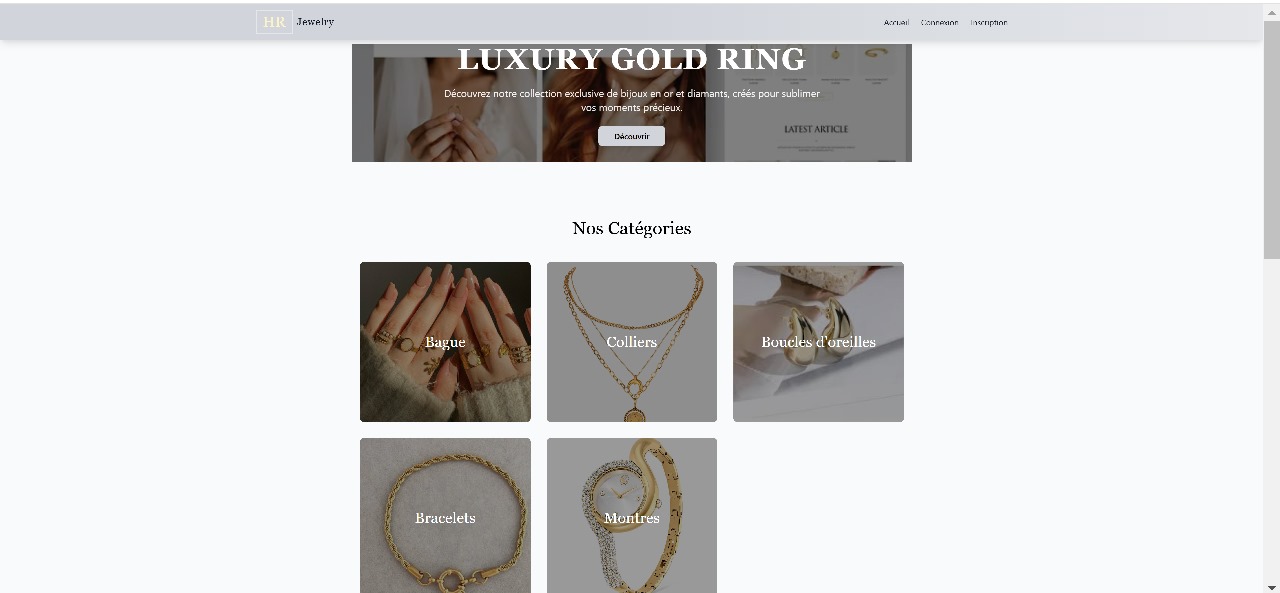 HR Jewelry
Accueil Connexion Inscription
LUXURY GOLD RING
Découvrez notre collection exclusive de bijoux en or et diamants, créés pour sublimer
vos moments précieux.
Découvrir
LATEST ARTICLE
Nos Catégories
Bague
Colliers
Boucles d'oreilles
Bracelets
Montres